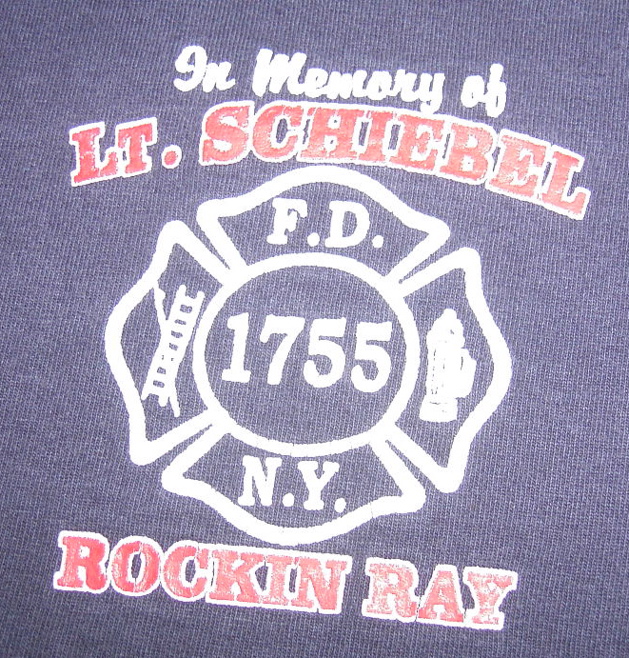 In Memory of
LT. SCHIEBEL
F.D.
1755
N.Y.
ROCKIN RAY